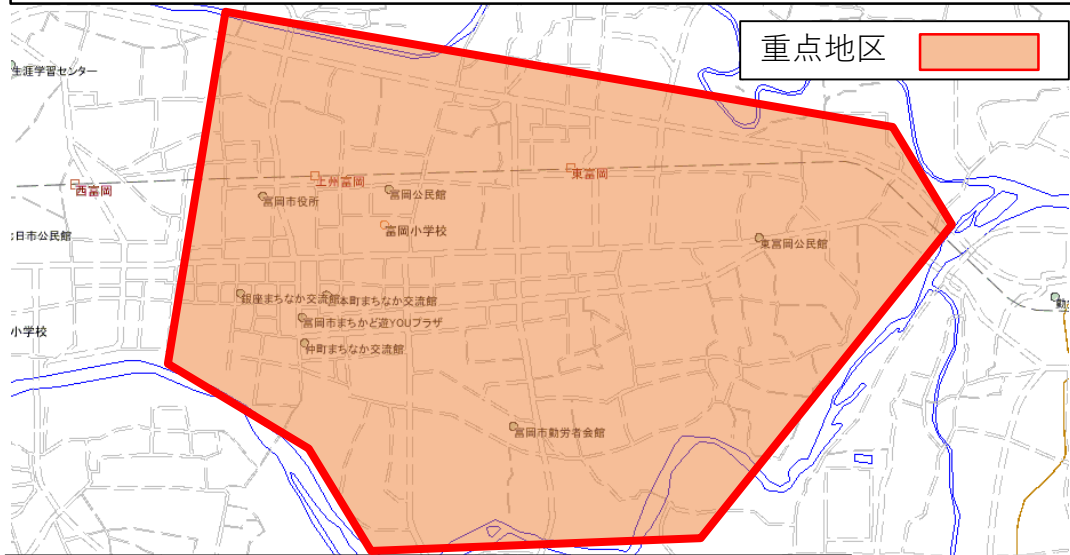 重点地区
生涯学習センター
西富岡
上州富岡
東富岡
富岡市役所
富岡公民館
富岡小学校
日市公民館
東富岡公民館
銀座まちなか交流館
本町まちなか交流館
富岡市まちかど遊YOUプラザ
小学校
仲町まちなか交流館
富岡市勤労者会館